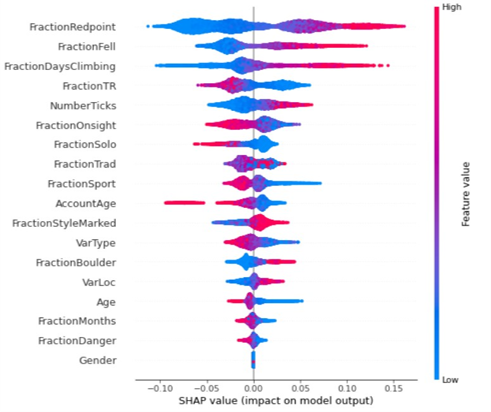 High
FractionRedpoint
FractionFell
FractionDaysClimbing
FractionTR
NumberTicks
FractionOnsight
FractionSolo
FractionTrad
FractionSport
AccountAge
FractionStyleMarked
VarType
FractionBoulder
VarLoc
Age
FractionMonths
FractionDanger
Gender
Feature value
Low
−0.10 −0.05 0.00 0.05 0.10 0.15
SHAP value (impact on model output)